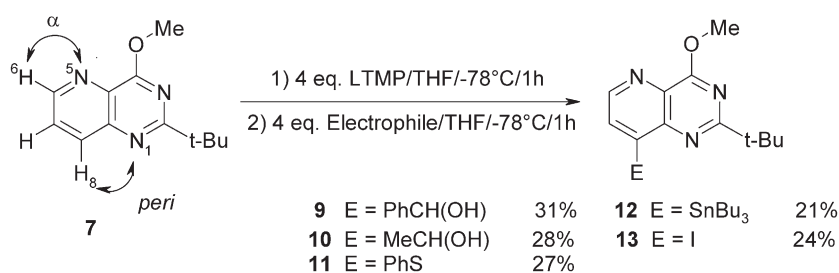 α
OMe
6
H
5
N
N
H
N
1
t-Bu
H
8
peri
7
1) 4 eq. LTMP/THF/-78°C/1h
2) 4 eq. Electrophile/THF/-78°C/1h
OMe
N
N
N
t-Bu
E
9 E = PhCH(OH) 31% 12 E = SnBu3 21%
10 E = MeCH(OH) 28% 13 E = I 24%
11 E = PhS 27%